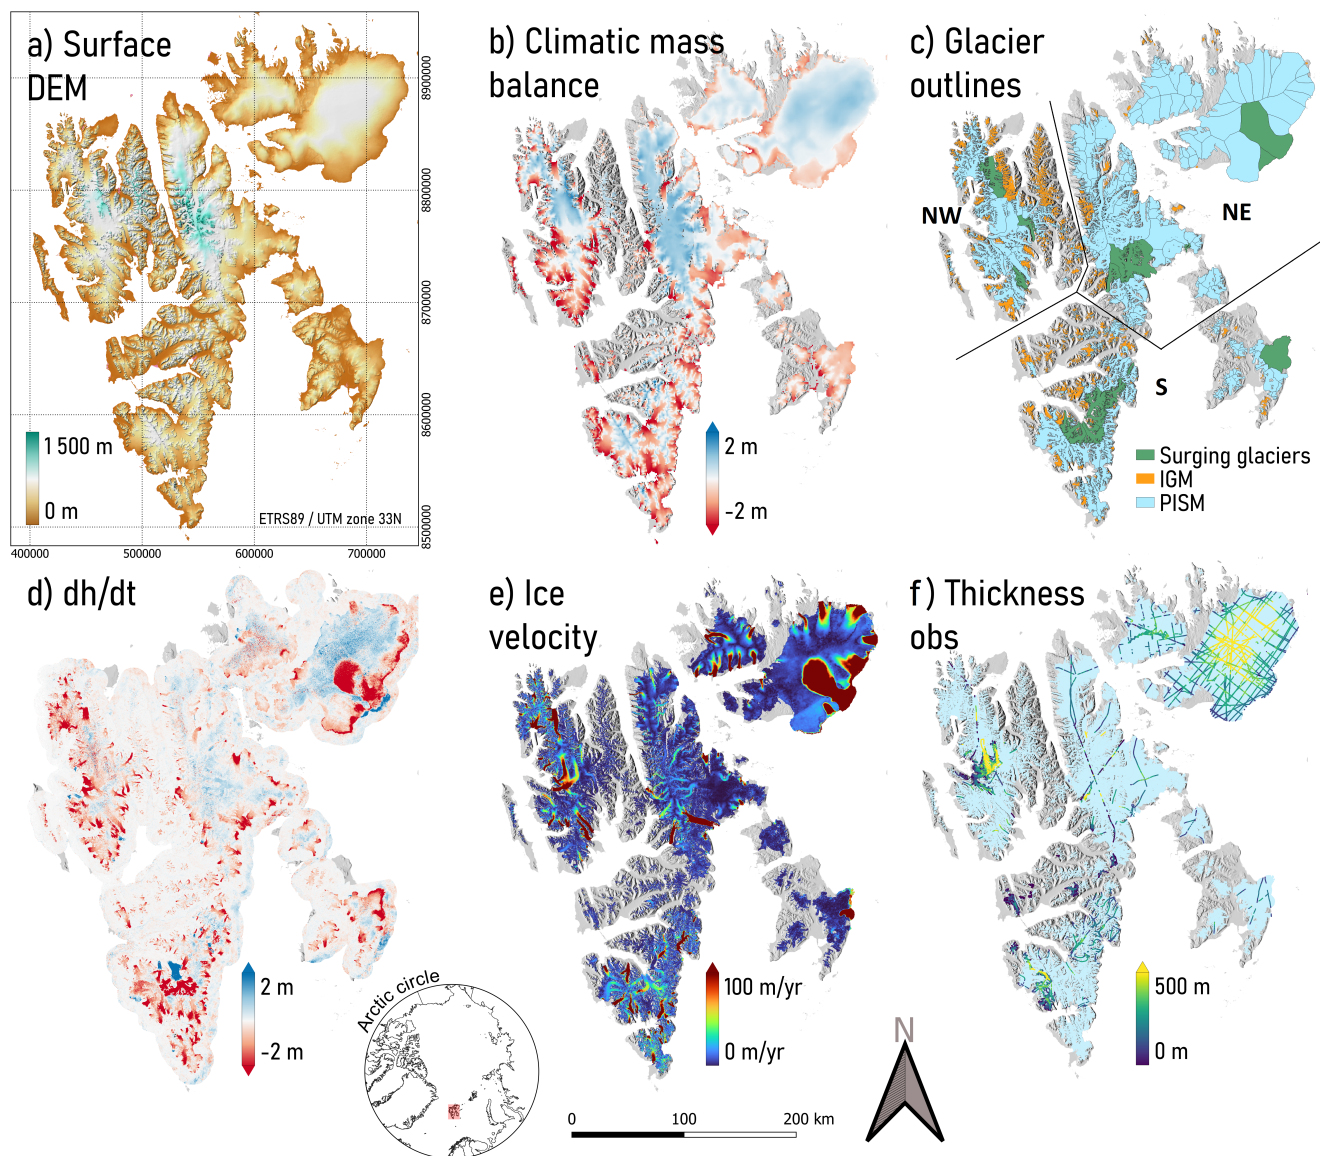 a) Surface
DEM
1 500 m
0 m
ETRS89 / UTM zone 33N
400000
500000
600000
700000
8900000
8800000
8700000
8600000
8500000
b) Climatic mass
balance
2 m
-2 m
c) Glacier
outlines
NW
NE
S
Surging glaciers
IGM
PISM
d) dh/dt
2 m
-2 m
Arctic circle
e) Ice
velocity
100 m/yr
0 m/yr
0
100
200 km
f) Thickness
obs
500 m
0 m
N